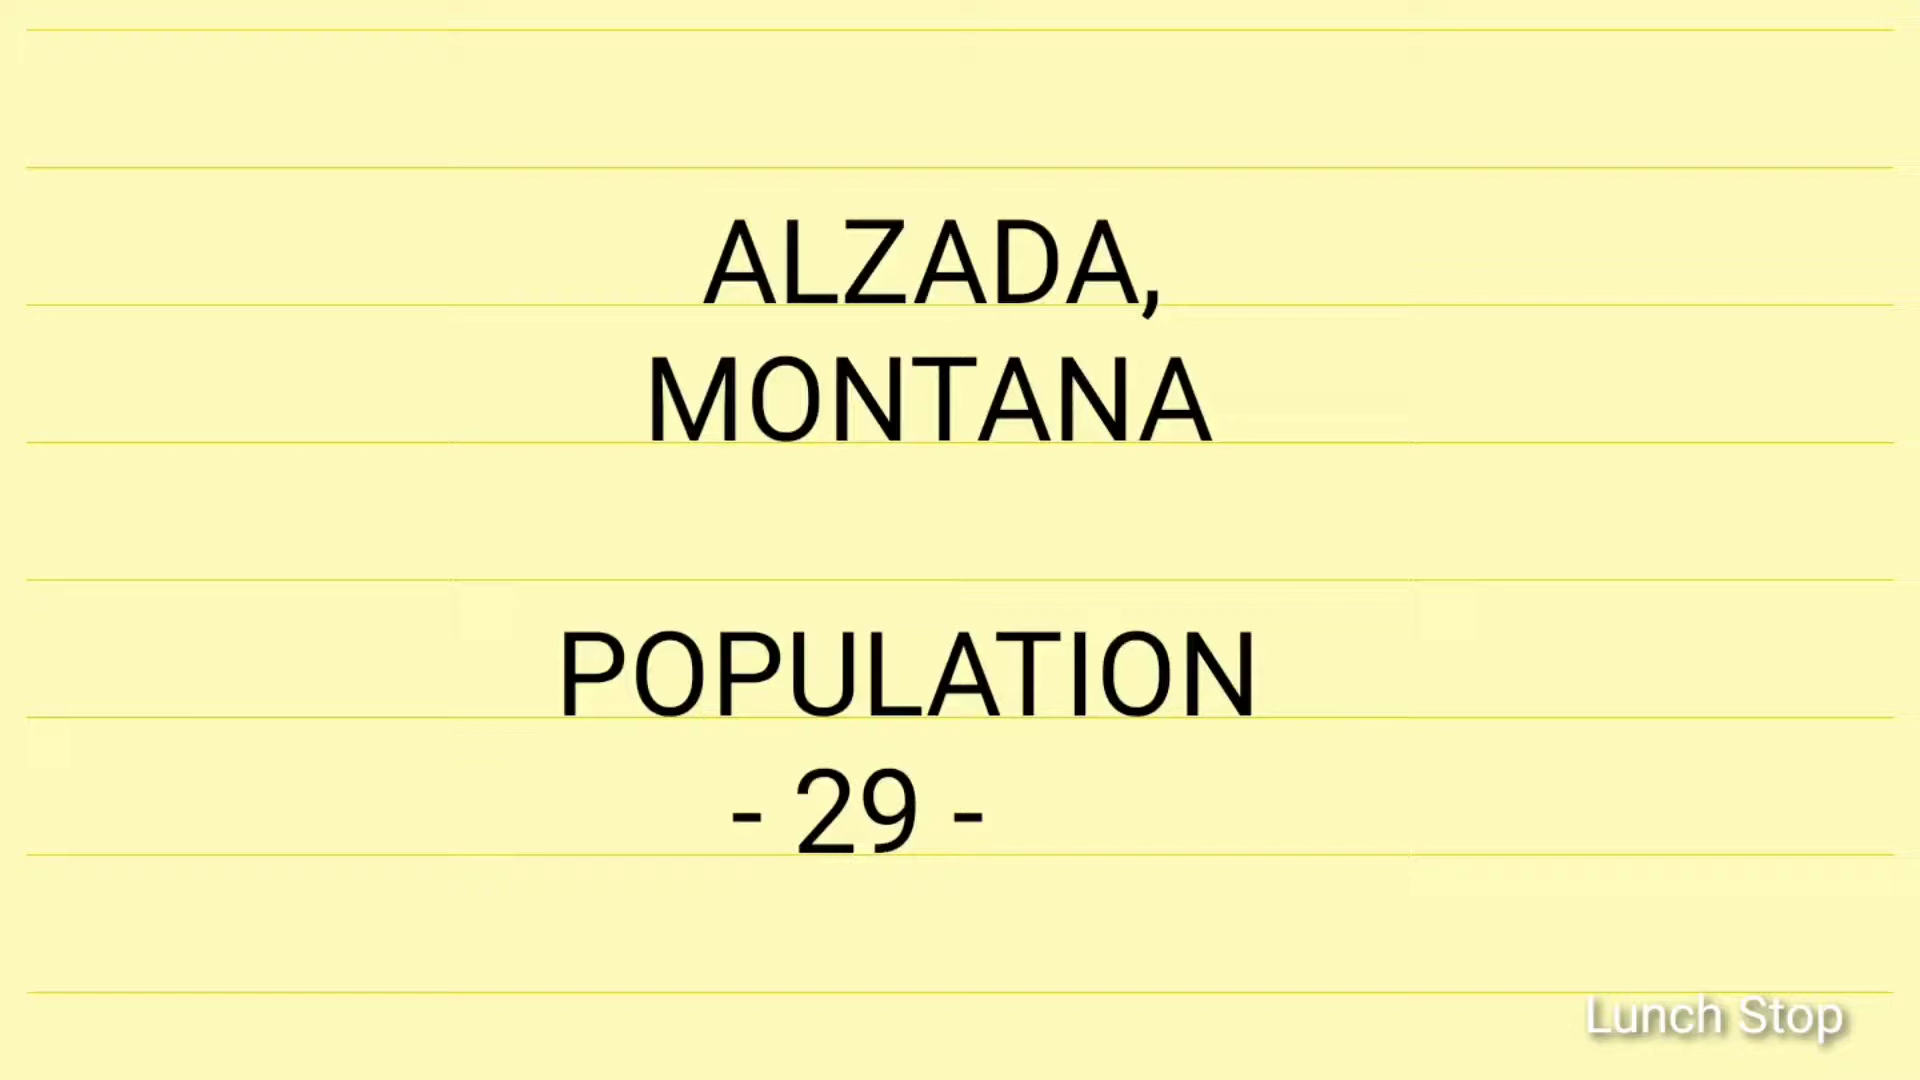 ALZADA,
MONTANA
POPULATION
- 29 -
Lunch Stop